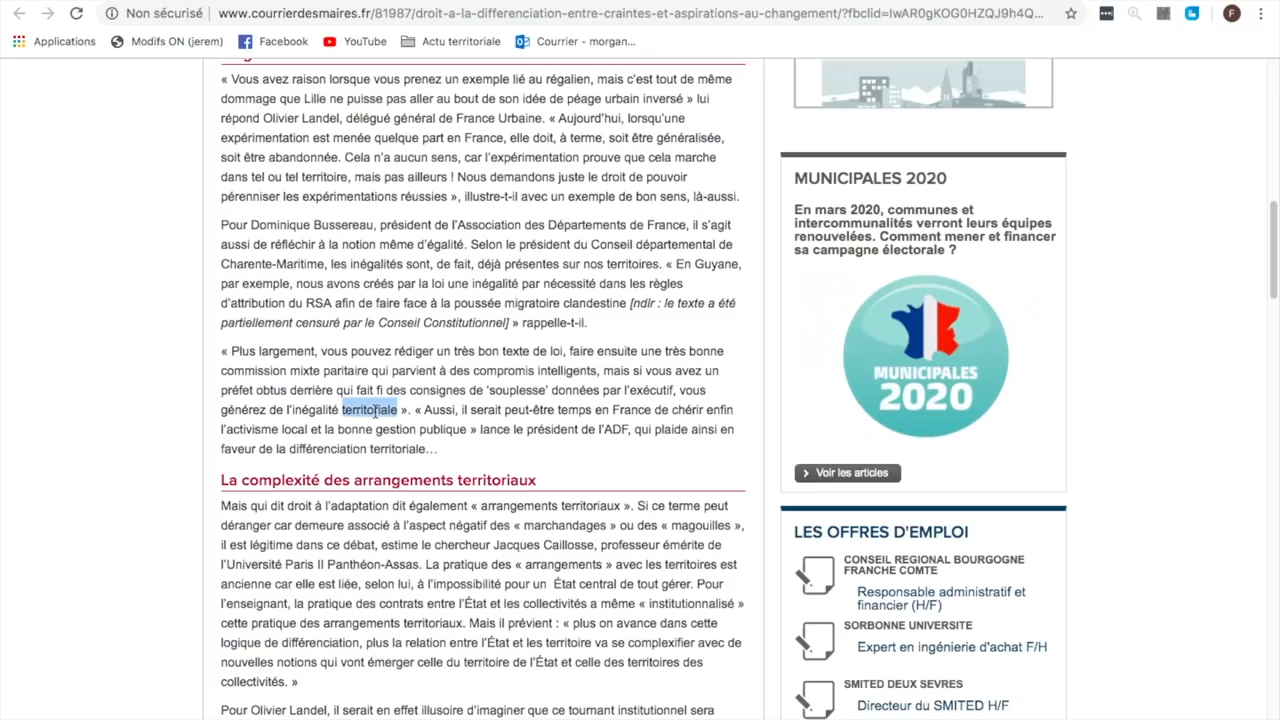 Non sécurisé | www.courrierdesmaires.fr/81987/droit-a-la-differenciation-entre-craintes-et-aspirations-au-changement/?fbclid=IwAR0gKOG0HZQJ9h4Q...
F
Applications Modifs ON (jerem) Facebook YouTube Actu territoriale Courrier - morgan...
« Vous avez raison lorsque vous prenez un exemple lié au régalien, mais c’est tout de même
dommage que Lille ne puisse pas aller au bout de son idée de péage urbain inversé » lui
répond Olivier Landel, délégué général de France Urbaine. « Aujourd’hui, lorsqu’une
expérimentation est menée quelque part en France, elle doit, à terme, soit être généralisée,
soit être abandonnée. Cela n’a aucun sens, car l’expérimentation prouve que cela marche
dans tel ou tel territoire, mais pas ailleurs ! Nous demandons juste le droit de pouvoir
pérenniser les expérimentations réussies », illustre-t-il avec un exemple de bon sens, là-aussi.
Pour Dominique Bussereau, président de l’Association des Départements de France, il s’agit
aussi de réfléchir à la notion même d’égalité. Selon le président du Conseil départemental de
Charente-Maritime, les inégalités sont, de fait, déjà présentes sur nos territoires. « En Guyane,
par exemple, nous avons créés par la loi une inégalité par nécessité dans les règles
d’attribution du RSA afin de faire face à la poussée migratoire clandestine [ndlr : le texte a été
partiellement censuré par le Conseil Constitutionnel] » rappelle-t-il.
« Plus largement, vous pouvez rédiger un très bon texte de loi, faire ensuite une très bonne
commission mixte paritaire qui parvient à des compromis intelligents, mais si vous avez un
préfet obtus derrière qui fait fi des consignes de ‘souplesse’ données par l’exécutif, vous
générez de l’inégalité territoriale ». « Aussi, il serait peut-être temps en France de chérir enfin
l’activisme local et la bonne gestion publique » lance le président de l’ADF, qui plaide ainsi en
faveur de la différenciation territoriale…
La complexité des arrangements territoriaux
Mais qui dit droit à l’adaptation dit également « arrangements territoriaux ». Si ce terme peut
déranger car demeure associé à l’aspect négatif des « marchandages » ou des « magouilles »,
il est légitime dans ce débat, estime le chercheur Jacques Caillosse, professeur émérite de
l’Université Paris II Panthéon-Assas. La pratique des « arrangements » avec les territoires est
ancienne car elle est liée, selon lui, à l’impossibilité pour un État central de tout gérer. Pour
l’enseignant, la pratique des contrats entre l’État et les collectivités a même « institutionnalisé »
cette pratique des arrangements territoriaux. Mais il prévient : « plus on avance dans cette
logique de différenciation, plus la relation entre l’État et les territoire va se complexifier avec de
nouvelles notions qui vont émerger celle du territoire de l’État et celle des territoires des
collectivités. »
Pour Olivier Landel, il serait en effet illusoire d’imaginer que ce tournant institutionnel sera
MUNICIPALES 2020
En mars 2020, communes et
intercommunalités verront leurs équipes
renouvelées. Comment mener et financer
sa campagne électorale ?
MUNICIPALES
2020
Voir les articles
LES OFFRES D’EMPLOI
CONSEIL REGIONAL BOURGOGNE
FRANCHE COMTE
Responsable administratif et
financier (H/F)
SORBONNE UNIVERSITE
Expert en ingénierie d'achat F/H
SMITED DEUX SEVRES
Directeur du SMITED H/F